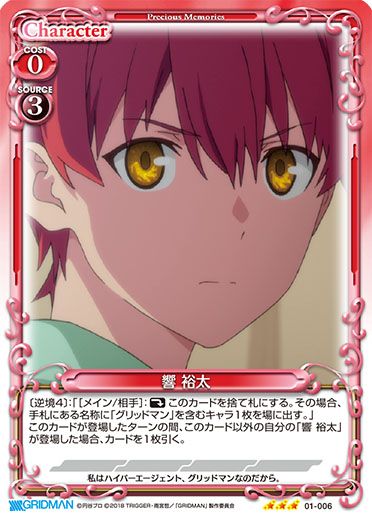 Precious Memories
Character
COST
0
SOURCE
3
響 裕太
〔逆境4〕:「【メイン/相手】:このカードを捨て札にする。その場合、
手札にある名称に「グリッドマン」を含むキャラ1枚を場に出す。」
このカードが登場したターンの間、このカード以外の自分の「響 裕太」
が登場した場合、カードを1枚引く。
私はハイパーエージェント、グリッドマンなのだから。
GRIDMAN
©円谷プロ ©2018 TRIGGER・雨宮哲/「GRIDMAN」製作委員会
01-006